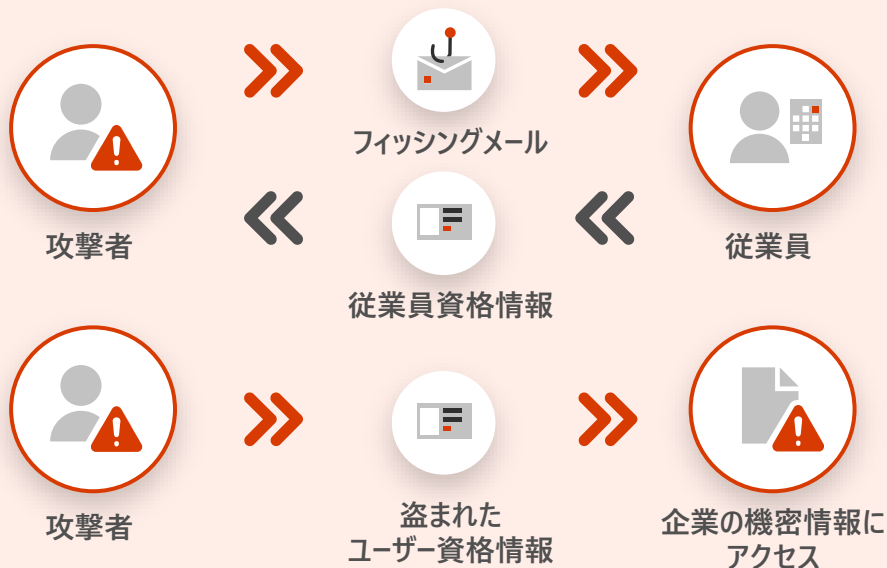 フィッシングメール
攻撃者
従業員
従業員資格情報
攻撃者
盗まれた
ユーザー資格情報
企業の機密情報に
アクセス